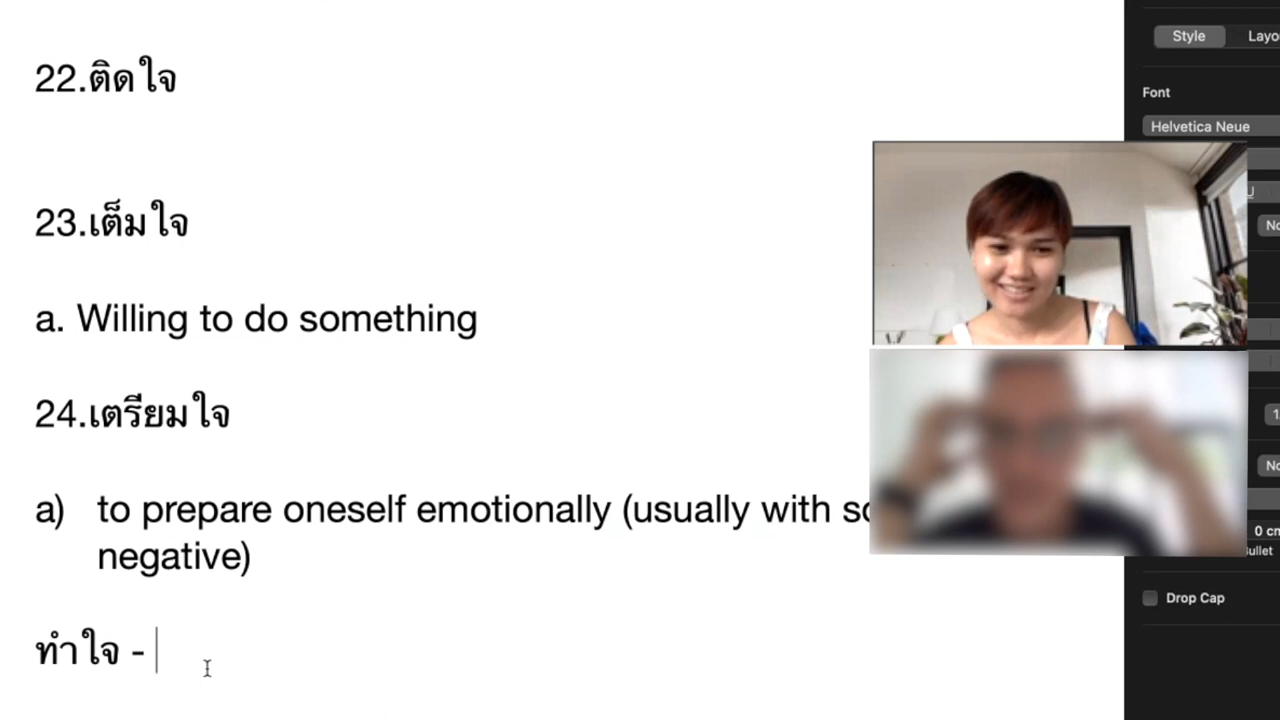 22.ติดใจ
23.เต็มใจ
a. Willing to do something
24.เตรียมใจ
a) to prepare oneself emotionally (usually with
negative)
ทำใจ -
Style
Font
Helvetica Neue
U
0
Drop Cap